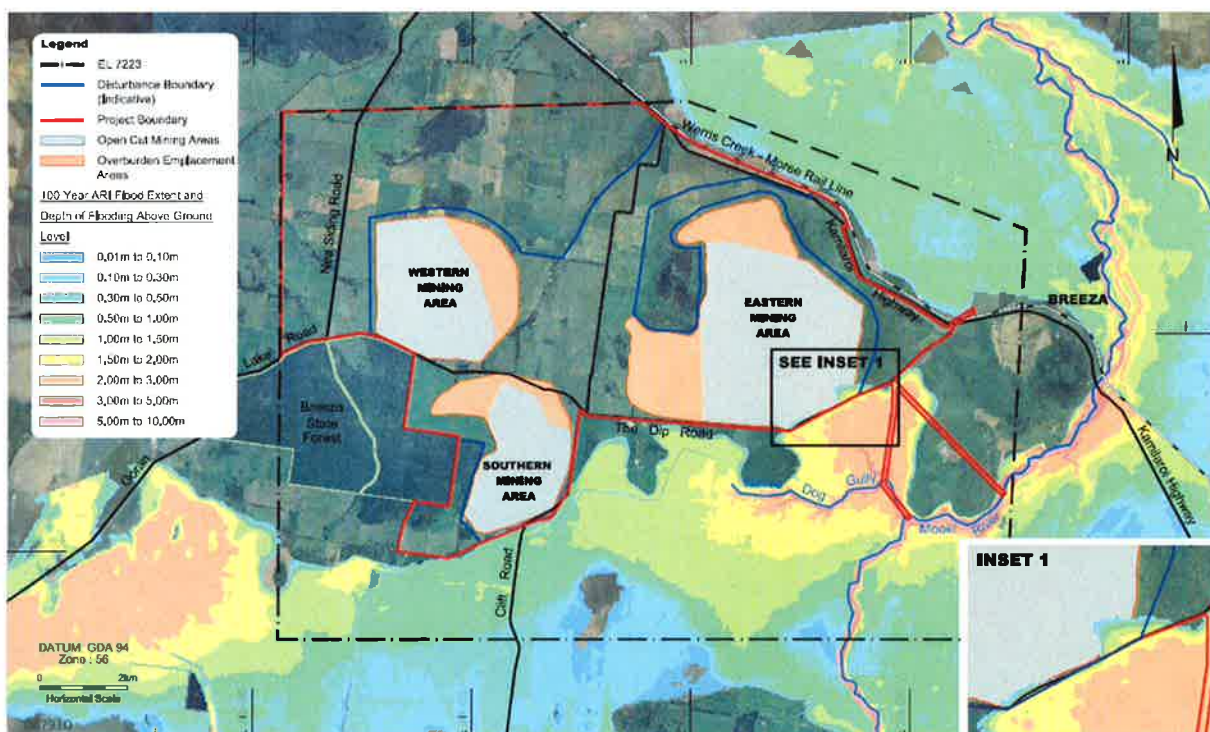 Legend
EL 7223
Disturbance Boundary
(Indicative)
Project Boundary
Open Cut Mining Areas
Overburden Emplacement
Areas
100 Year ARI Flood Extent and
Depth of Flooding Above Ground
Level
0.01m to 0.10m
0.10m to 0.30m
0.30m to 0.50m
0.50m to 1.00m
1.00m to 1.50m
1.50m to 2.00m
2.00m to 3.00m
3.00m to 5.00m
5.00m to 10.00m
New Siding Road
Werris Creek - Moree Rail Line
N
WESTERN
MINING
AREA
EASTERN
MINING
AREA
Kamilaroi
Highway
BREEZA
SEE INSET 1
Lake Road
Goran
Breeza
State
Forest
The Dip Road
SOUTHERN
MINING
AREA
Dog Gully
Mooki River
Kamilaroi Highway
Clift Road
INSET 1
DATUM GDA 94
Zone : 56
0 2km
Horizontal Scale